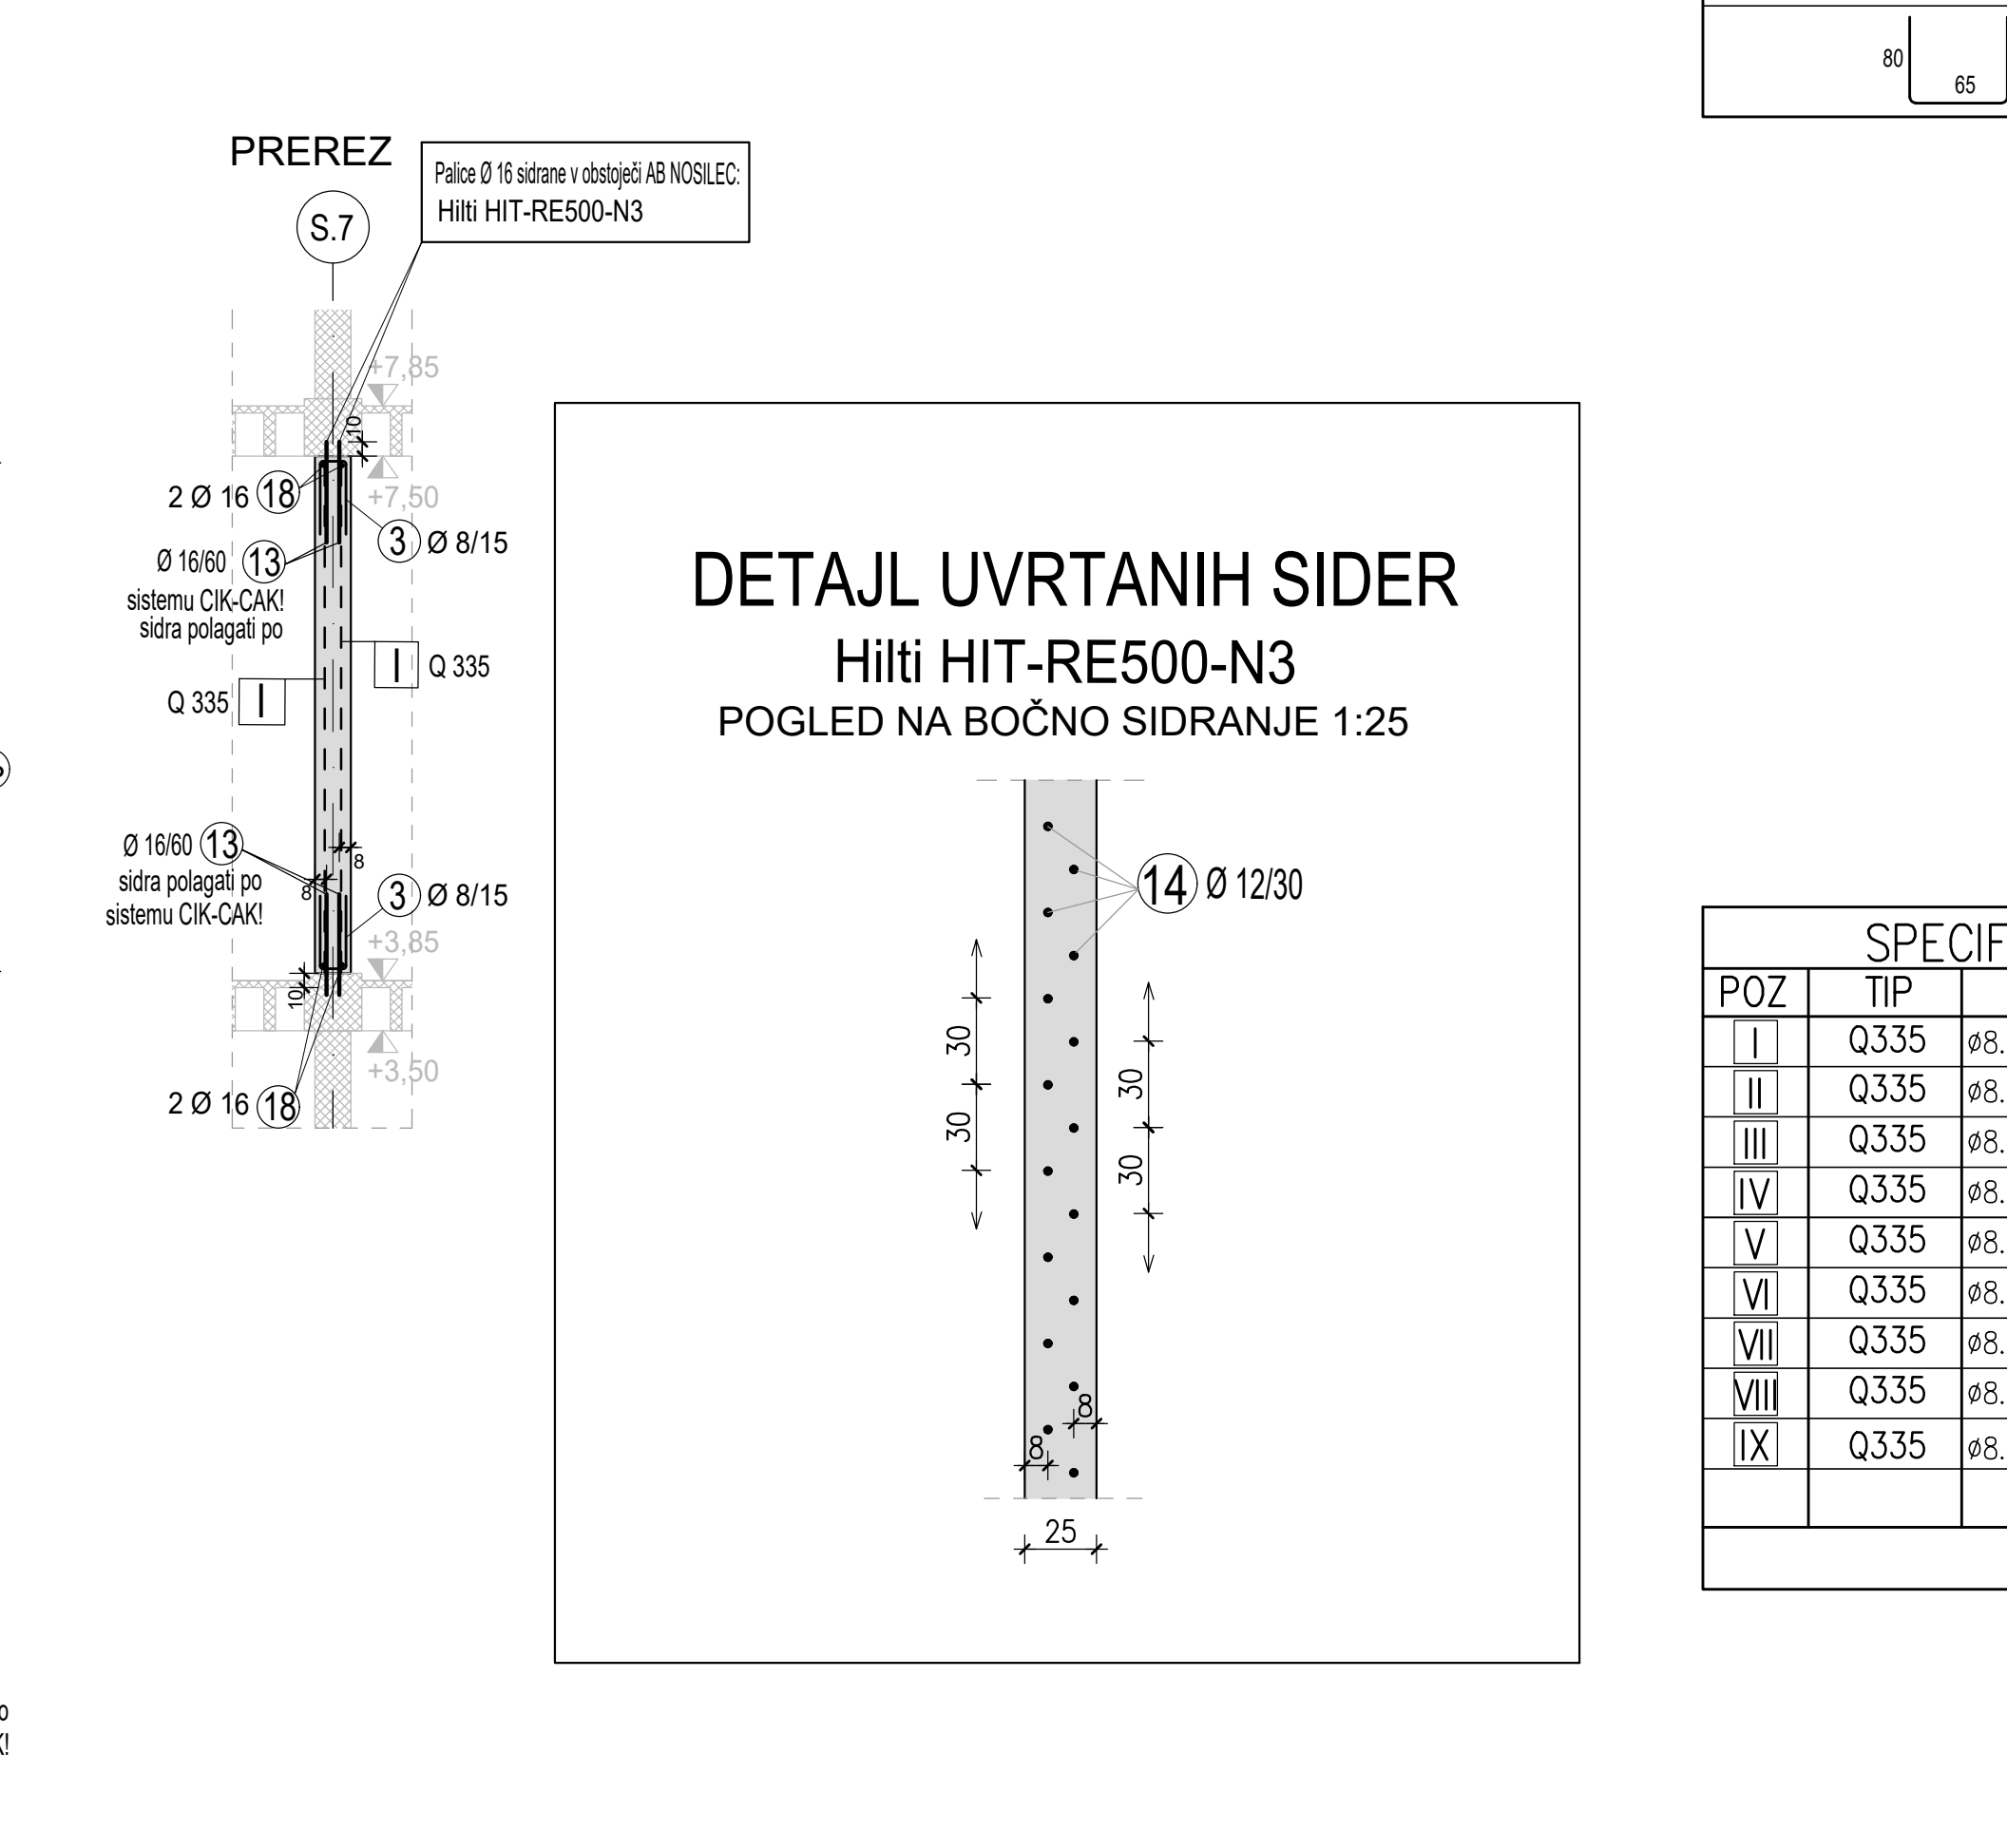 80
65
PREREZ
Palice Ø 16 sidrane v obstoječi AB NOSILEC:
Hilti HIT-RE500-N3
S.7
+7,85
10
2 Ø 16 18
+7,50
3 Ø 8/15
Ø 16/60 13
sistemu CIK-CAK!
sidra polagati po
I Q 335
Q 335 I
Ø 16/60 13
8
sidra polagati po
8
sistemu CIK-CAK!
3 Ø 8/15
+3,85
10
+3,50
2 Ø 16 18
DETAJL UVRTANIH SIDER
Hilti HIT-RE500-N3
POGLED NA BOČNO SIDRANJE 1:25
14 Ø 12/30
30
30
30
30
8
8
25
SPECIF
POZ TIP
I Q335 ø8.
II Q335 ø8.
III Q335 ø8.
IV Q335 ø8.
V Q335 ø8.
VI Q335 ø8.
VII Q335 ø8.
VIII Q335 ø8.
IX Q335 ø8.
K!